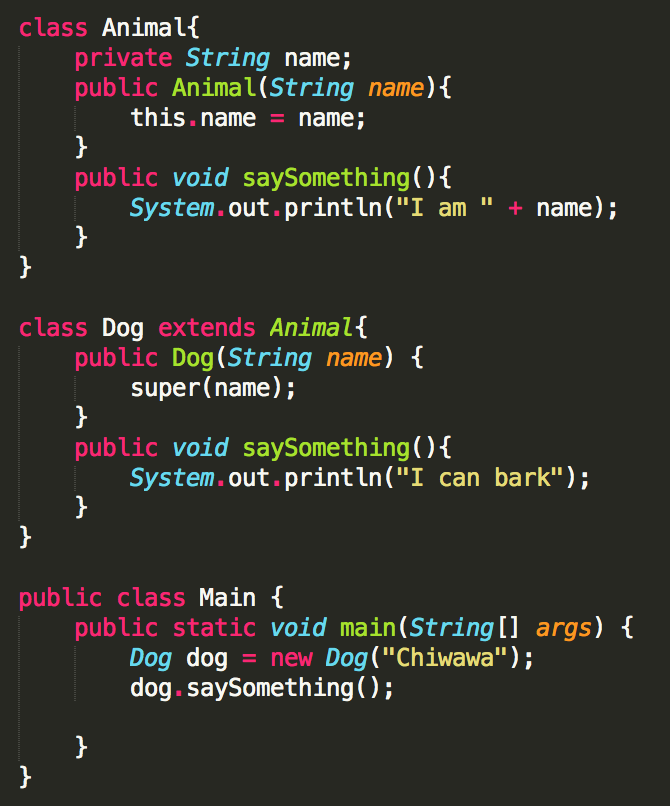 class Animal{
    private String name;
    public Animal(String name){
        this.name = name;
    }
    public void saySomething(){
        System.out.println("I am " + name);
    }
}

class Dog extends Animal{
    public Dog(String name) {
        super(name);
    }
    public void saySomething(){
        System.out.println("I can bark");
    }
}

public class Main {
    public static void main(String[] args) {
        Dog dog = new Dog("Chiwawa");
        dog.saySomething();

    }
}